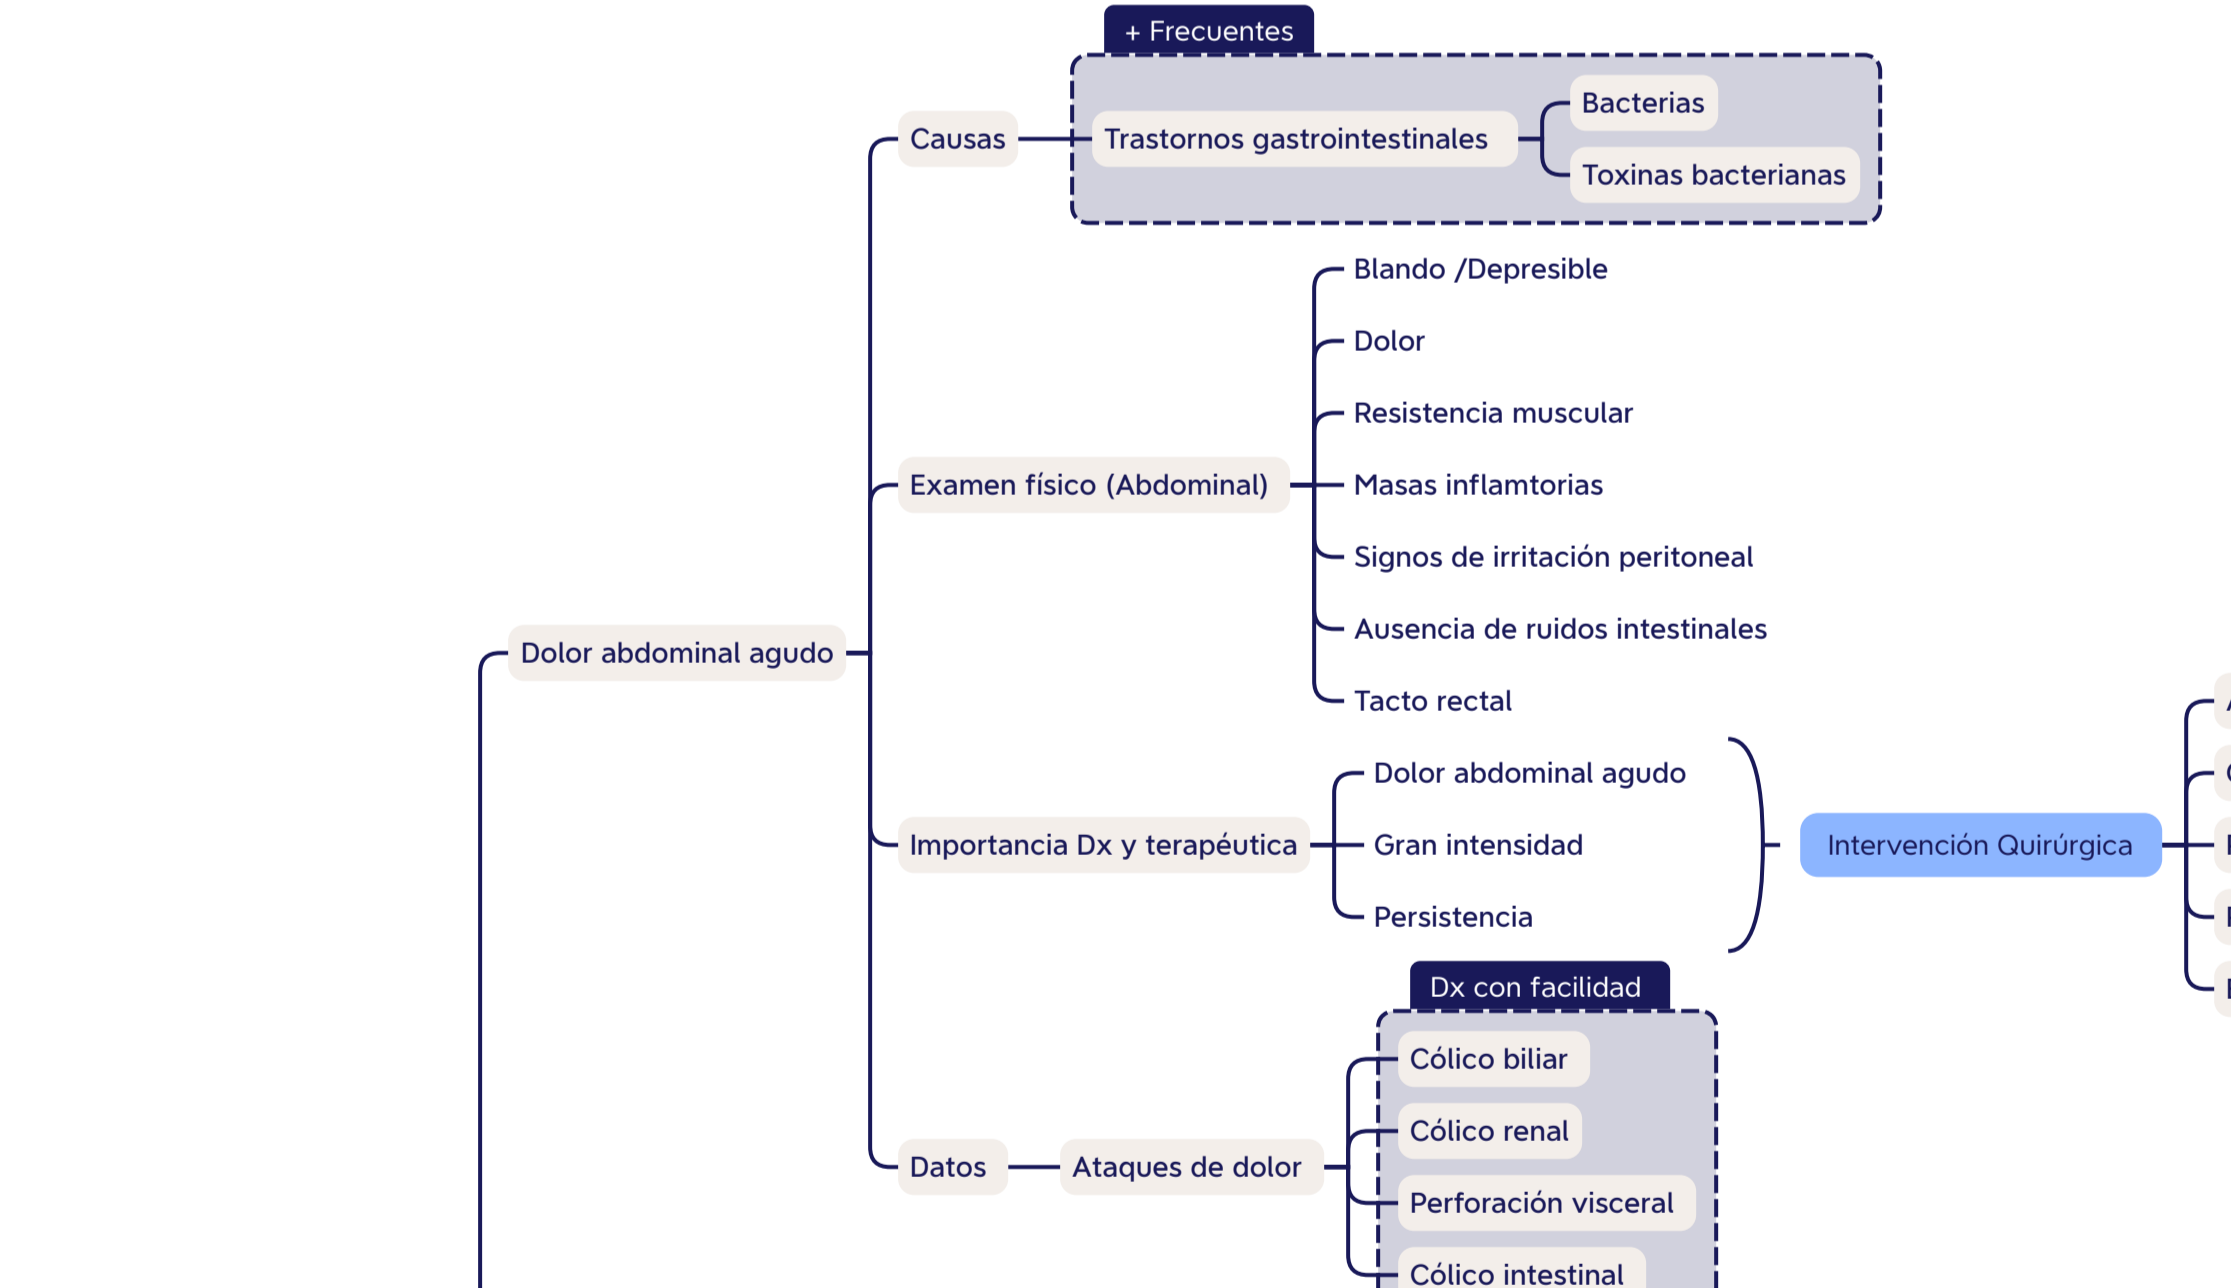 + Frecuentes
Causas
Trastornos gastrointestinales
Bacterias
Toxinas bacterianas
Dolor abdominal agudo
Examen físico (Abdominal)
Blando /Depresible
Dolor
Resistencia muscular
Masas inflamtorias
Signos de irritación peritoneal
Ausencia de ruidos intestinales
Tacto rectal
Importancia Dx y terapéutica
Dolor abdominal agudo
Gran intensidad
Persistencia
Intervención Quirúrgica
Datos
Ataques de dolor
Dx con facilidad
Cólico biliar
Cólico renal
Perforación visceral
Cólico intestinal